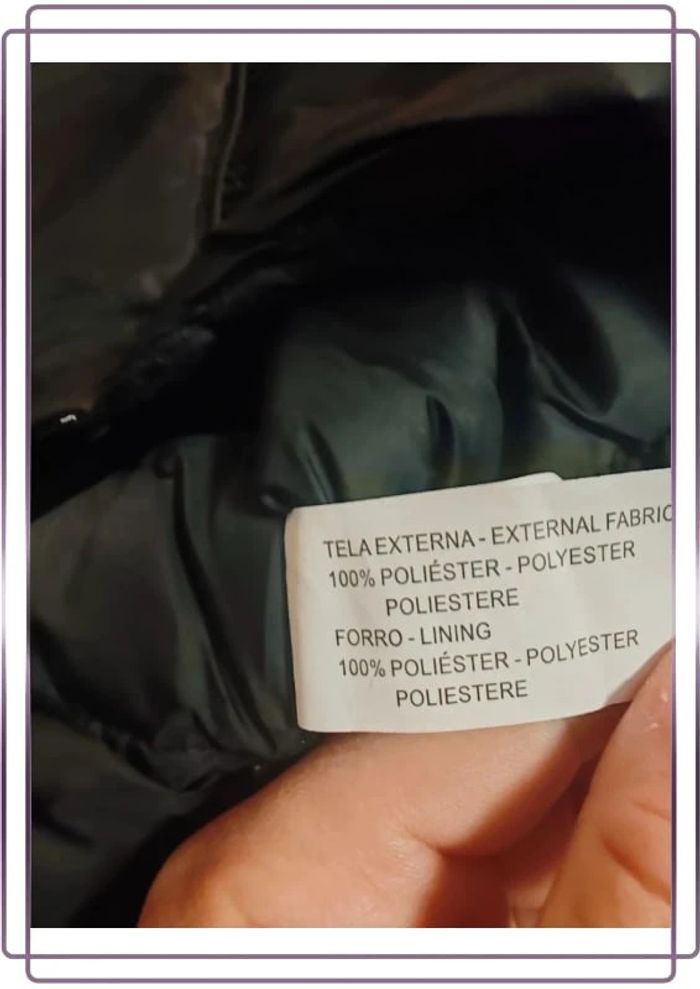 TELA EXTERNA - EXTERNAL FABRIC
100% POLIÉSTER - POLYESTER
POLIESTERE
FORRO - LINING
100% POLIÉSTER - POLYESTER
POLIESTERE